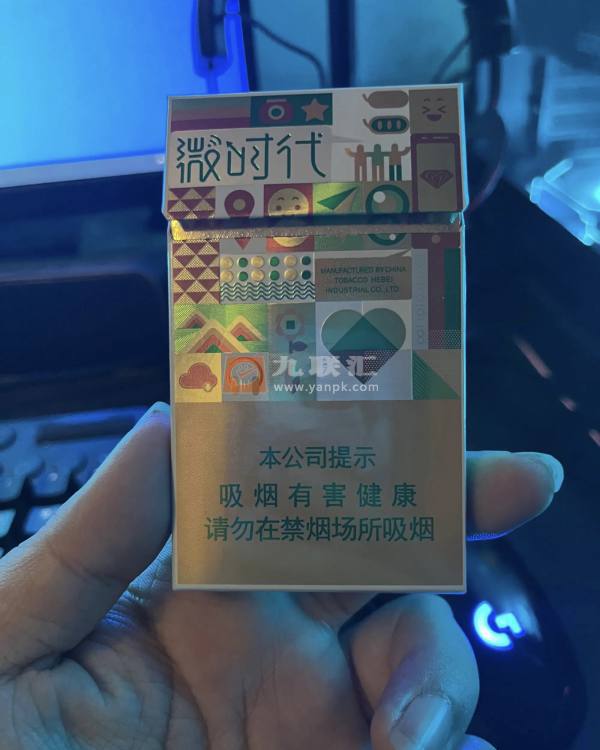 微时代
MANUFACTURED BY CHINA
TOBACCO HEBEI
INDUSTRIAL CO., LTD
九联汇
www.yanpk.com
本公司提示
吸烟有害健康
请勿在禁烟场所吸烟